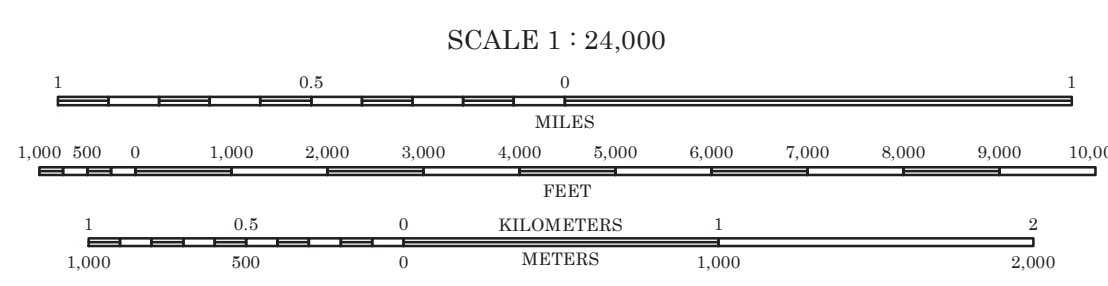 SCALE 1 : 24,000
1 0.5 0 1
MILES
1,000 500 0 1,000 2,000 3,000 4,000 5,000 6,000 7,000 8,000 9,000 10,00
FEET
1 0.5 0 KILOMETERS 1 2
1,000 500 0 METERS 1,000 2,000